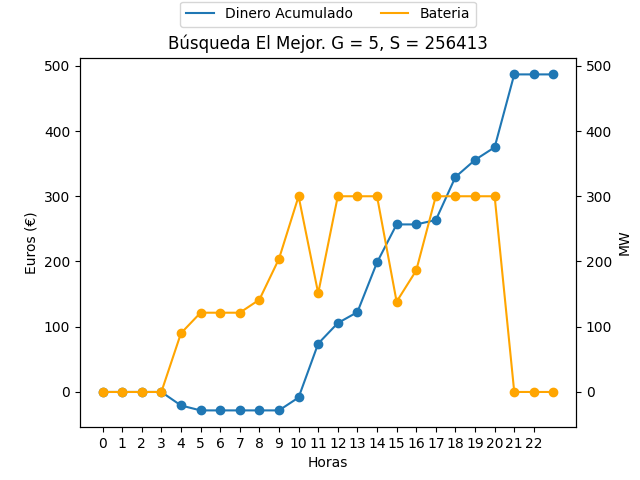 Dinero Acumulado Bateria
Búsqueda El Mejor. G = 5, S = 256413
500 500
400 400
300 300
200 200
100 100
0 0
Euros (€)
MW
0 1 2 3 4 5 6 7 8 9 10 11 12 13 14 15 16 17 18 19 20 21 22
Horas